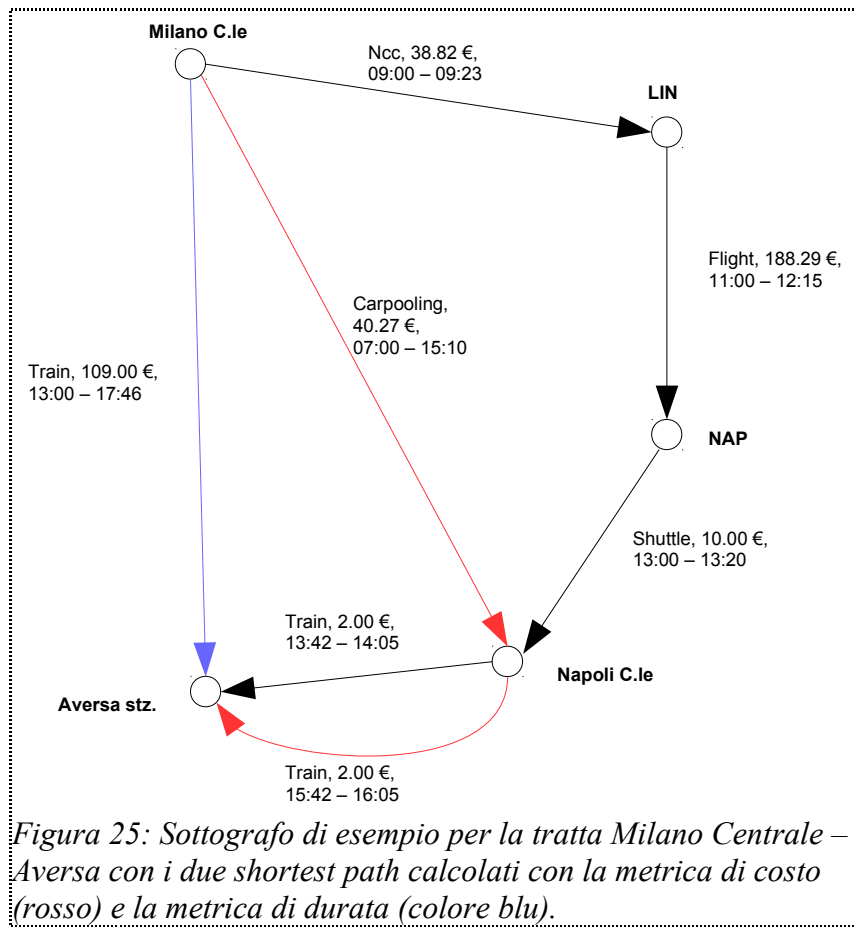 Milano C.le
Ncc, 38.82 €,
09:00 – 09:23
LIN
Flight, 188.29 €,
11:00 – 12:15
Carpooling,
40.27 €,
07:00 – 15:10
Train, 109.00 €,
13:00 – 17:46
NAP
Shuttle, 10.00 €,
13:00 – 13:20
Train, 2.00 €,
13:42 – 14:05
Napoli C.le
Aversa stz.
Train, 2.00 €,
15:42 – 16:05
Figura 25: Sottografo di esempio per la tratta Milano Centrale –
Aversa con i due shortest path calcolati con la metrica di costo
(rosso) e la metrica di durata (colore blu).